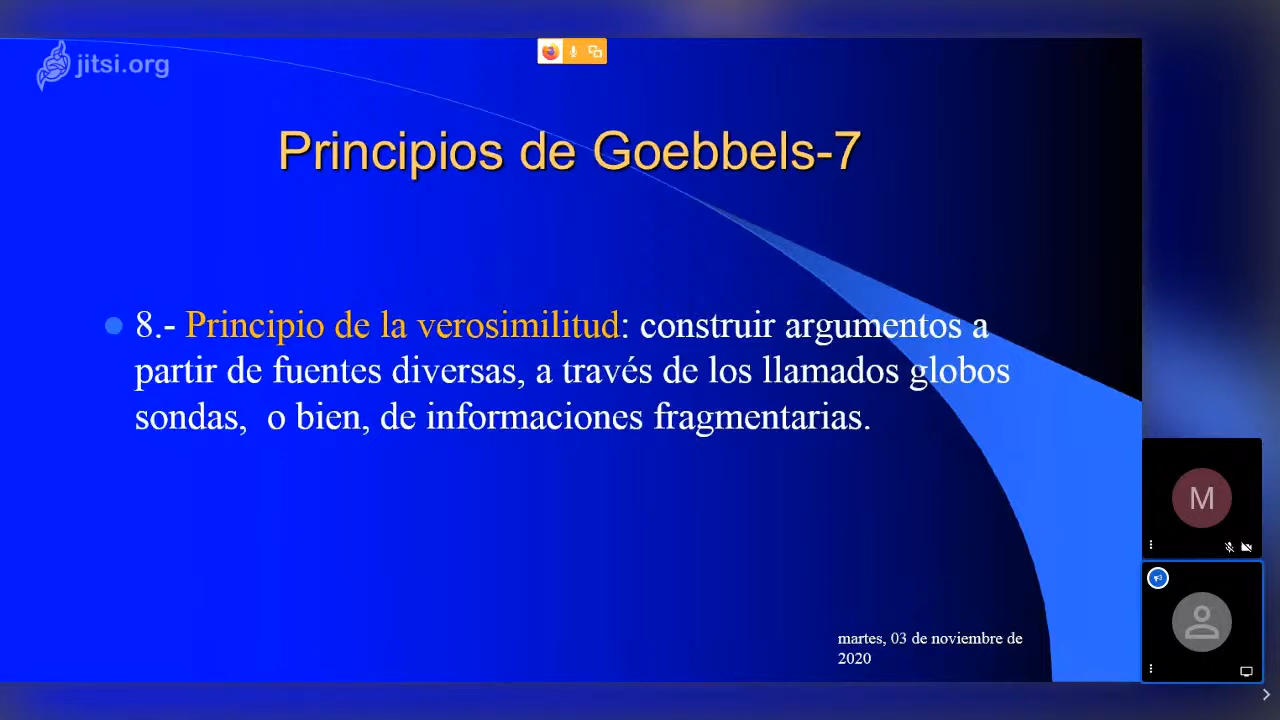 jitsi.org
Principios de Goebbels-7
8.- Principio de la verosimilitud: construir argumentos a
partir de fuentes diversas, a través de los llamados globos
sondas,  o bien, de informaciones fragmentarias.
M
martes, 03 de noviembre de
2020